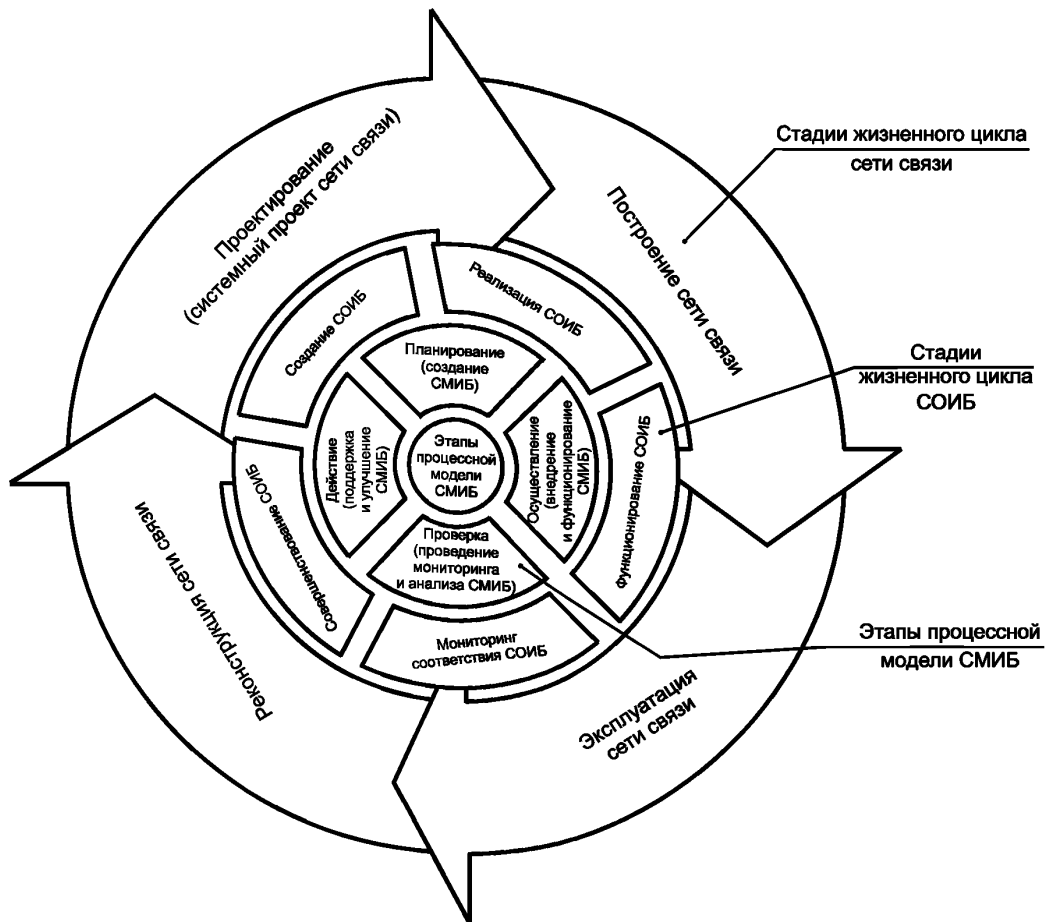 Проектирование
(системный проект сети связи)
Стадии жизненного цикла
сети связи
Построение сети связи
Создание СОИБ
Реализация СОИБ
Планирование
(создание
СМИБ)
Стадии
жизненного цикла
СОИБ
Действие
(поддержка
и улучшение
СМИБ)
Этапы
процессной
модели
СМИБ
Осуществление
(внедрение
и функционирование
СМИБ)
Функционирование СОИБ
Совершенствование СОИБ
Проверка
(проведение
мониторинга
и анализа СМИБ)
Мониторинг
соответствия СОИБ
Этапы процессной
модели СМИБ
Реконструкция сети связи
Эксплуатация
сети связи